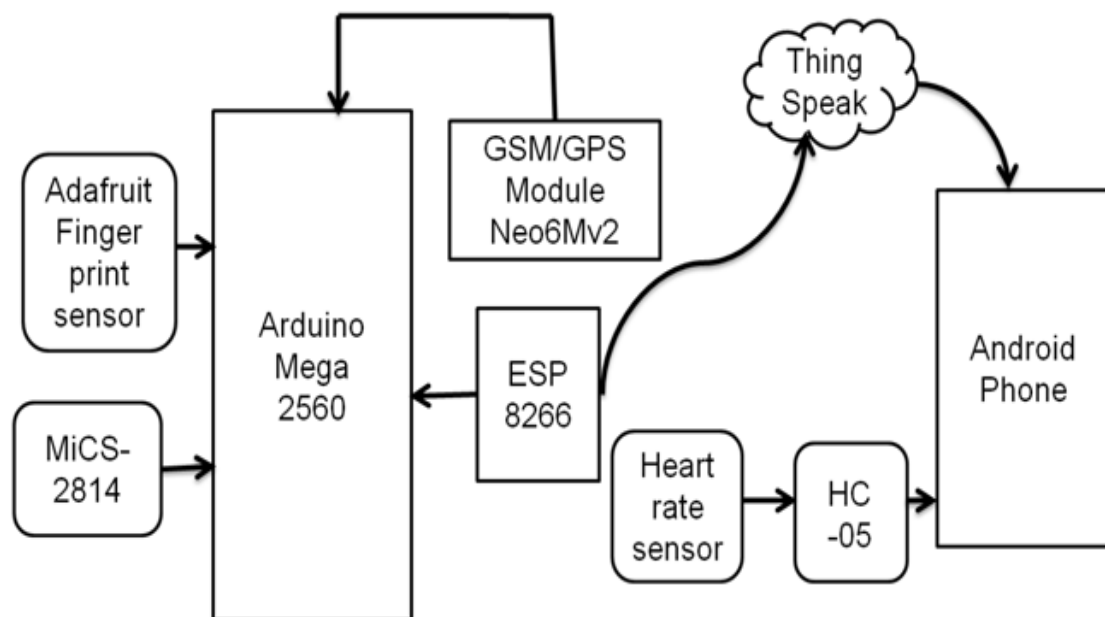 Adafruit
Finger
print
sensor
MiCS-
2814
Arduino
Mega
2560
GSM/GPS
Module
Neo6Mv2
ESP
8266
Thing
Speak
Heart
rate
sensor
HC
-05
Android
Phone